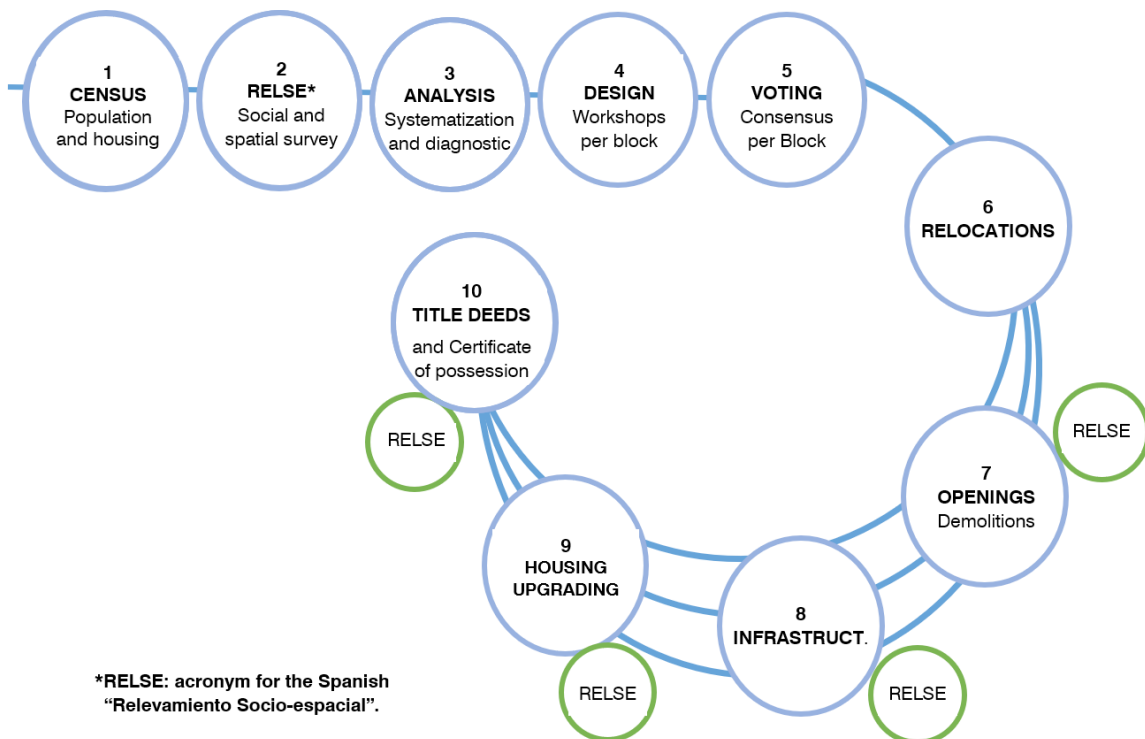 1
CENSUS
Population
and housing
2
RELSE*
Social and
spatial survey
3
ANALYSIS
Systematization
and diagnostic
4
DESIGN
Workshops
per block
5
VOTING
Consensus
per Block
6
RELOCATIONS
7
OPENINGS
Demolitions
RELSE
8
INFRASTRUCT.
RELSE
9
HOUSING
UPGRADING
RELSE
10
TITLE DEEDS
and Certificate
of possession
RELSE
*RELSE: acronym for the Spanish
“Relevamiento Socio-espacial”.